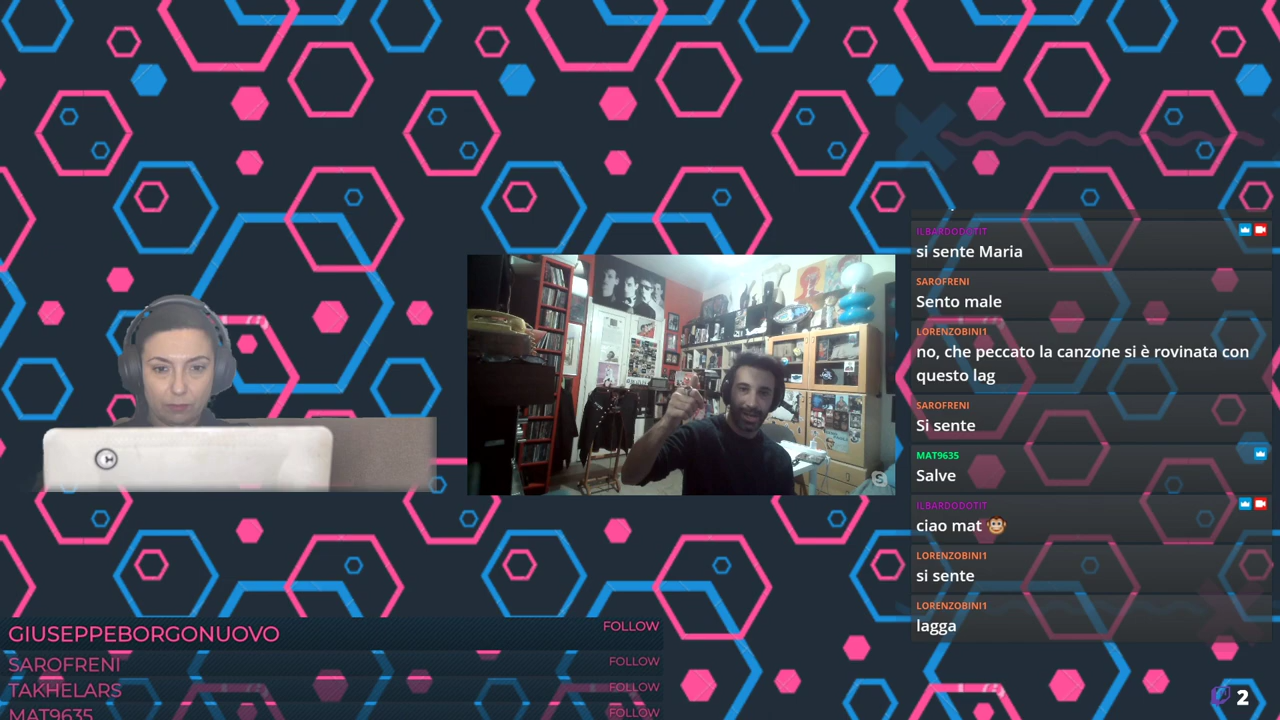 ILBARDODOTIT
si sente Maria
SAROFRENI
Sento male
LORENZOBINI1
no, che peccato la canzone si è rovinata con
questo lag
SAROFRENI
Si sente
MAT9635
Salve
ILBARDODOTIT
ciao mat
LORENZOBINI1
si sente
LORENZOBINI1
lagga
GIUSEPPEBORGONUOVO FOLLOW
SAROFRENI FOLLOW
TAKHELARS FOLLOW
MAT9635 FOLLOW
2